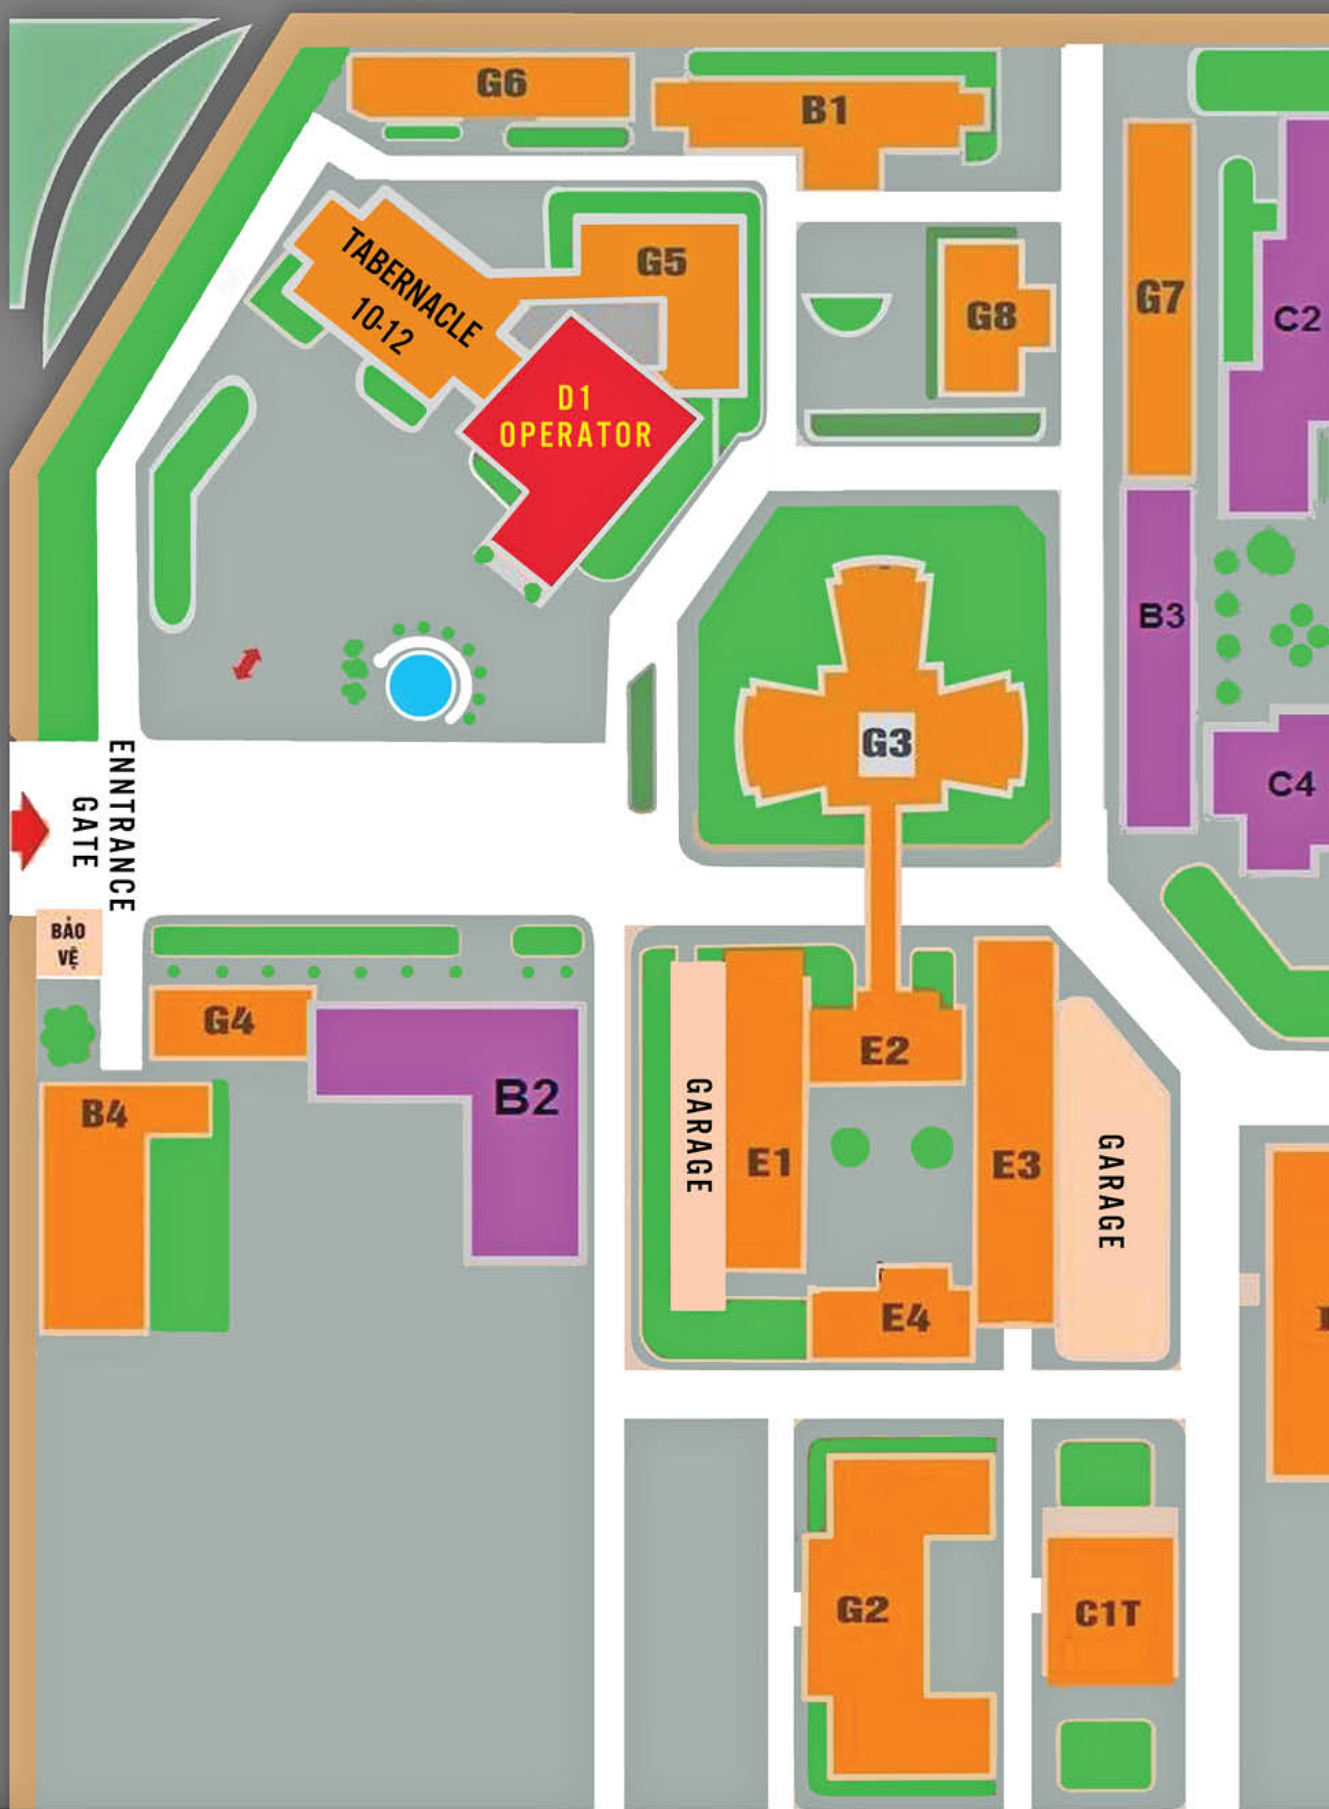 G6
B1
TABERNACLE
10-12
G5
G8
G7
C2
D1
OPERATOR
B3
G3
C4
ENNTRANCE
GATE
BẢO
VỆ
G4
B2
B4
E2
GARAGE
E1
E3
GARAGE
E4
G2
C1T